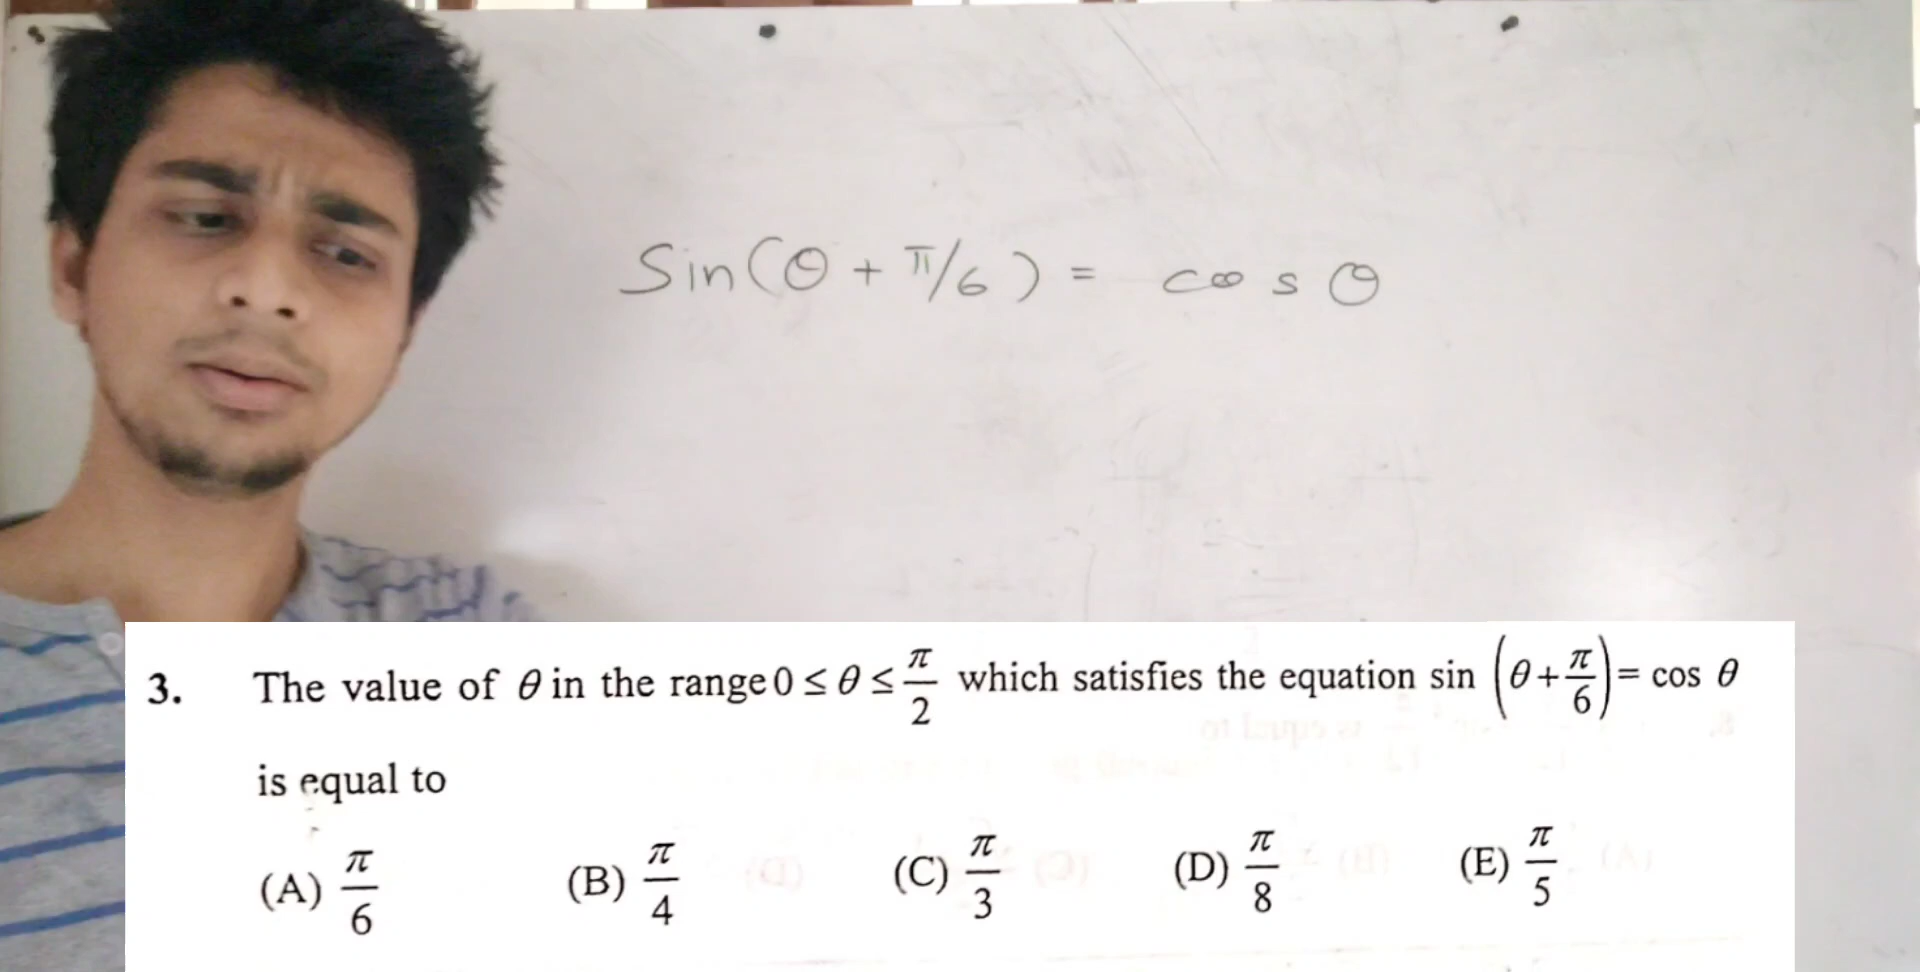 Sin(θ + π/6) = cos θ
3. The value of θ in the range 0 ≤ θ ≤ π/2 which satisfies the equation sin (θ + π/6) = cos θ
is equal to
(A) π/6 (B) π/4 (C) π/3 (D) π/8 (E) π/5